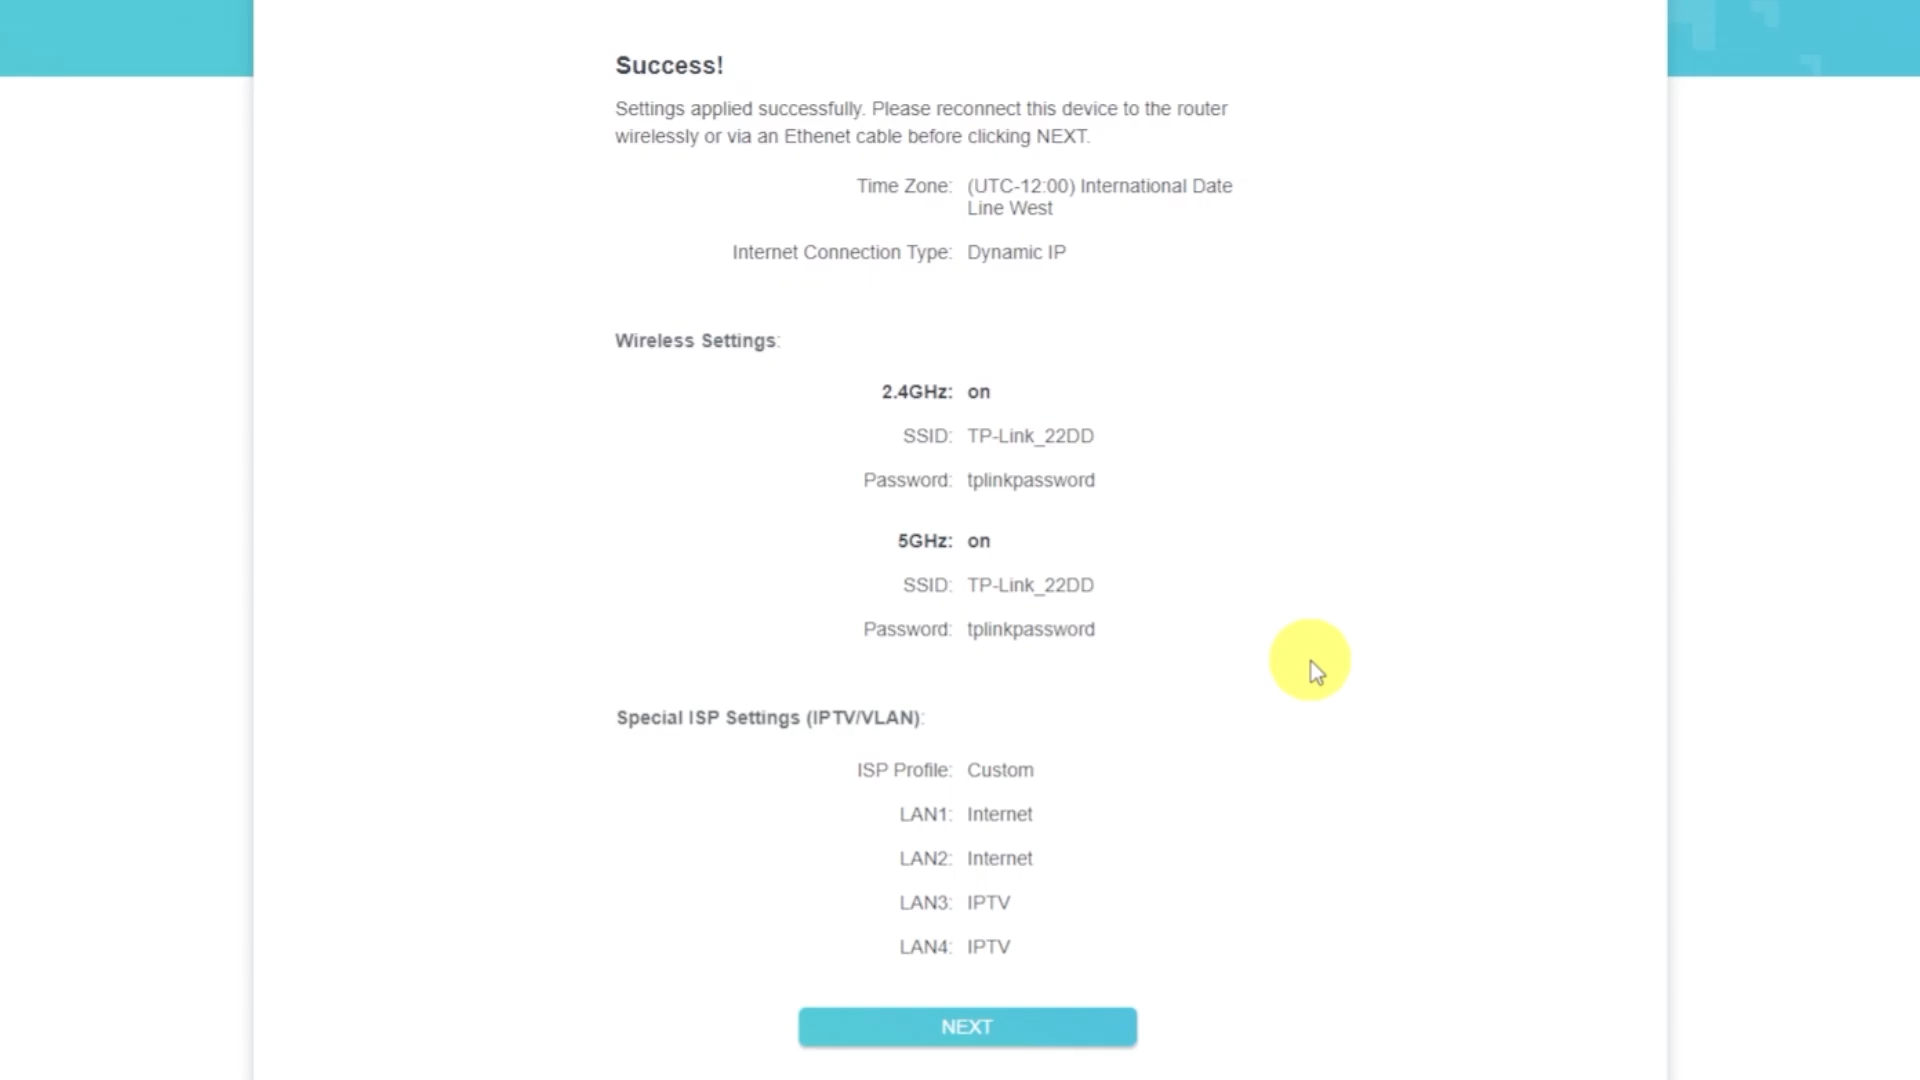 Success!
Settings applied successfully. Please reconnect this device to the router
wirelessly or via an Ethenet cable before clicking NEXT.
Time Zone: (UTC-12:00) International Date
Line West
Internet Connection Type: Dynamic IP
Wireless Settings:
2.4GHz: on
SSID: TP-Link_22DD
Password: tplinkpassword
5GHz: on
SSID: TP-Link_22DD
Password: tplinkpassword
Special ISP Settings (IPTV/VLAN):
ISP Profile: Custom
LAN1: Internet
LAN2: Internet
LAN3: IPTV
LAN4: IPTV
NEXT